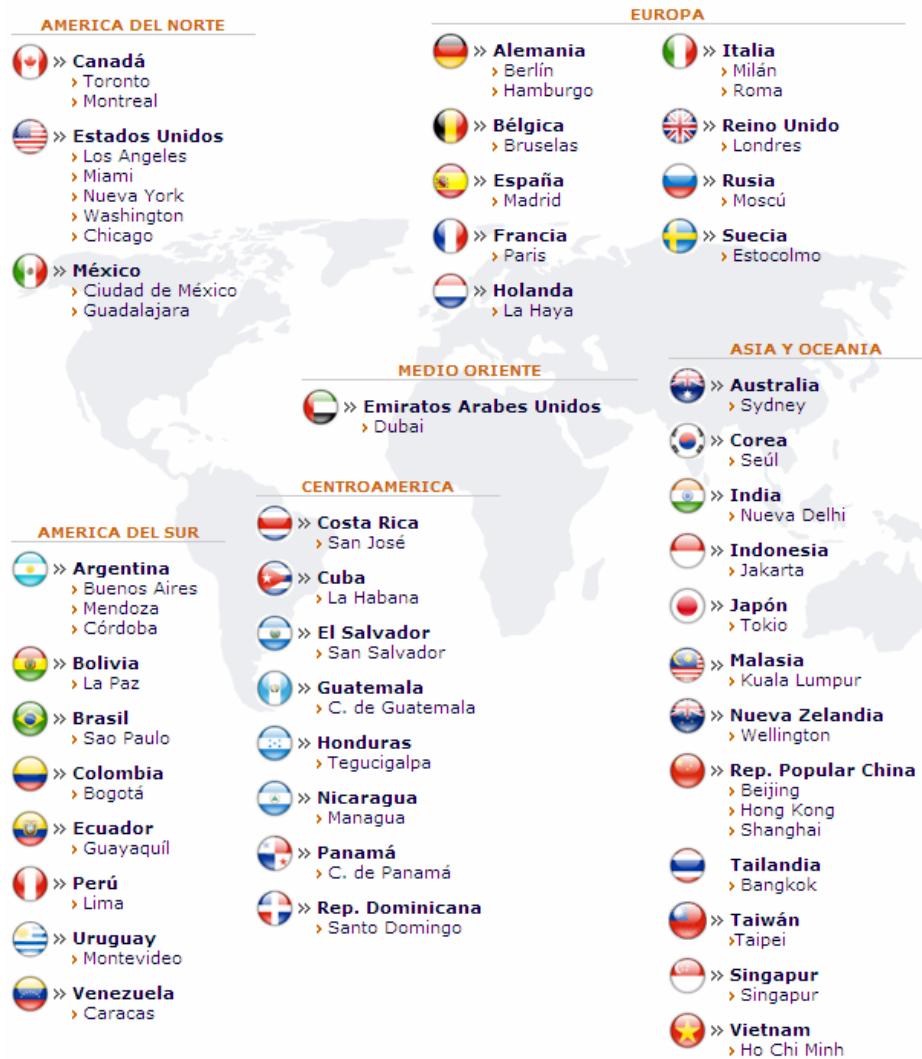 AMERICA DEL NORTE
» Canadá
› Toronto
› Montreal
» Estados Unidos
› Los Angeles
› Miami
› Nueva York
› Washington
› Chicago
» México
› Ciudad de México
› Guadalajara
EUROPA
» Alemania
› Berlín
› Hamburgo
» Bélgica
› Bruselas
» España
› Madrid
» Francia
› Paris
» Holanda
› La Haya
» Italia
› Milán
› Roma
» Reino Unido
› Londres
» Rusia
› Moscú
» Suecia
› Estocolmo
MEDIO ORIENTE
» Emiratos Arabes Unidos
› Dubai
AMERICA DEL SUR
» Argentina
› Buenos Aires
› Mendoza
› Córdoba
» Bolivia
› La Paz
» Brasil
› Sao Paulo
» Colombia
› Bogotá
» Ecuador
› Guayaquíl
» Perú
› Lima
» Uruguay
› Montevideo
» Venezuela
› Caracas
CENTROAMERICA
» Costa Rica
› San José
» Cuba
› La Habana
» El Salvador
› San Salvador
» Guatemala
› C. de Guatemala
» Honduras
› Tegucigalpa
» Nicaragua
› Managua
» Panamá
› C. de Panamá
» Rep. Dominicana
› Santo Domingo
ASIA Y OCEANIA
» Australia
› Sydney
» Corea
› Seúl
» India
› Nueva Delhi
» Indonesia
› Jakarta
» Japón
› Tokio
» Malasia
› Kuala Lumpur
» Nueva Zelandia
› Wellington
» Rep. Popular China
› Beijing
› Hong Kong
› Shanghai
Tailandia
› Bangkok
» Taiwán
›Taipei
» Singapur
› Singapur
» Vietnam
› Ho Chi Minh